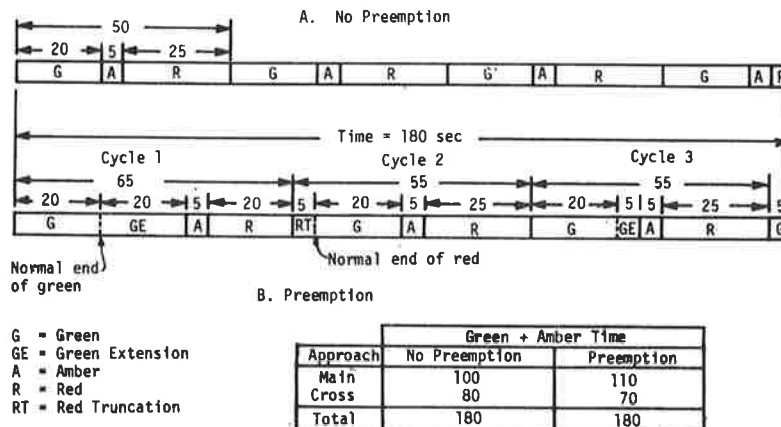 A. No Preemption
50
20 5 25
G A R G A R G A R G A R
Time = 180 sec
Cycle 1 Cycle 2 Cycle 3
65 55 55
20 20 5 20 5 20 5 25 20 5 5 25 5
G GE A R RT G A R G GE A R G
Normal end of green
Normal end of red
B. Preemption
G = Green
GE = Green Extension
A = Amber
R = Red
RT = Red Truncation
Green + Amber Time
Approach No Preemption Preemption
Main 100 110
Cross 80 70
Total 180 180